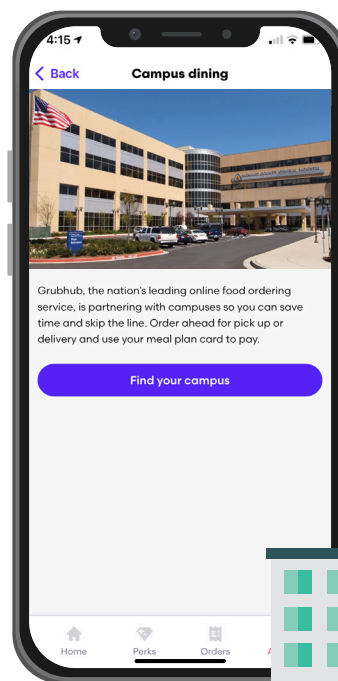 4:15
Back
Campus dining
Grubhub, the nation's leading online food ordering
service, is partnering with campuses so you can save
time and skip the line. Order ahead for pick up or
delivery and use your meal plan card to pay.
Find your campus
Home
Perks
Orders